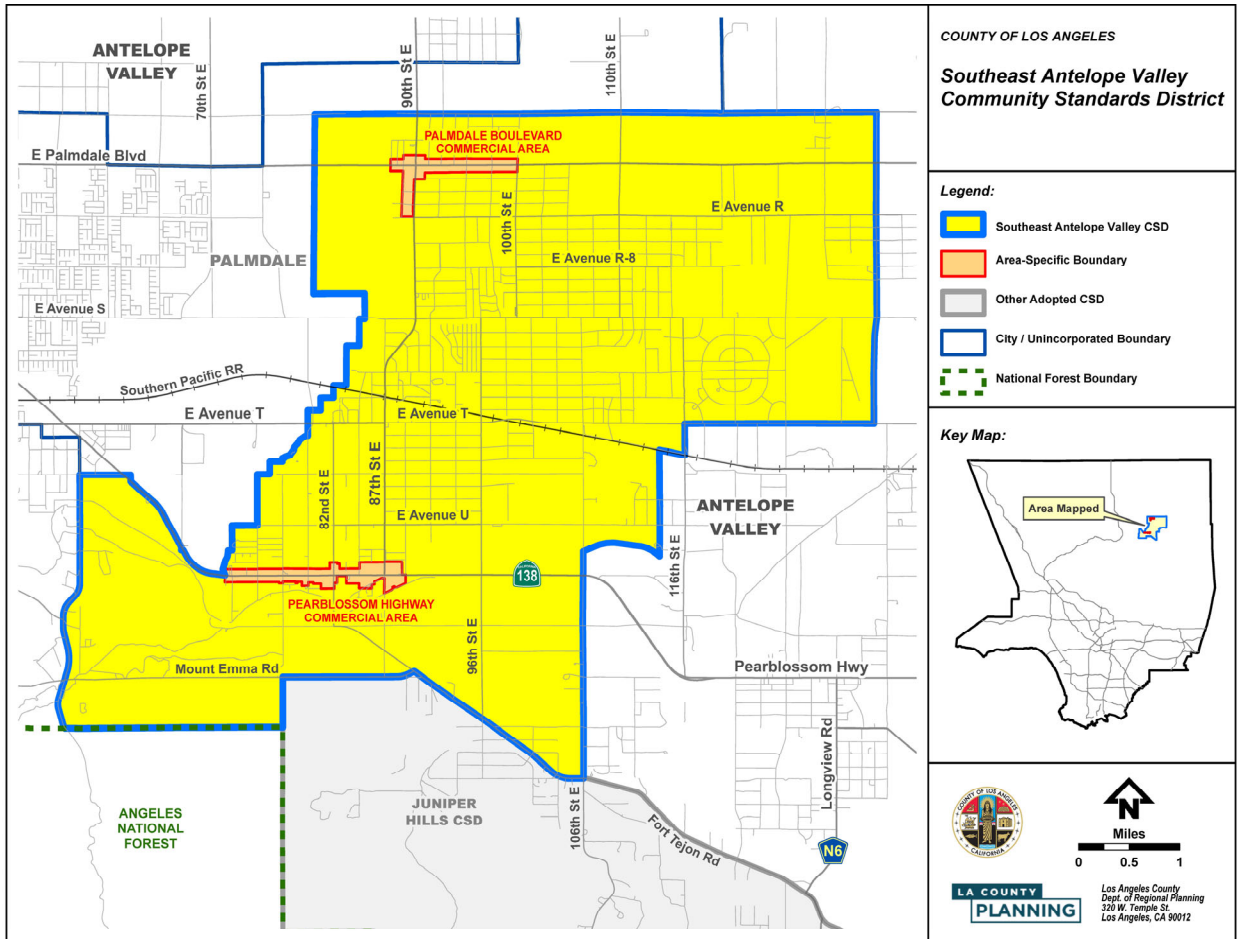 ANTELOPE
VALLEY
70th St E
90th St E
110th St E
E Palmdale Blvd
PALMDALE BOULEVARD
COMMERCIAL AREA
100th St E
E Avenue R
PALMDALE
E Avenue R-8
E Avenue S
Southern Pacific RR
E Avenue T
E Avenue T
82nd St E
87th St E
E Avenue U
ANTELOPE
VALLEY
116th St E
138
PEARBLOSSOM HIGHWAY
COMMERCIAL AREA
96th St E
Mount Emma Rd
Pearblossom Hwy
Longview Rd
ANGELES
NATIONAL
FOREST
JUNIPER
HILLS CSD
106th St E
Fort Tejon Rd
N6
COUNTY OF LOS ANGELES
Southeast Antelope Valley
Community Standards District
Legend:
Southeast Antelope Valley CSD
Area-Specific Boundary
Other Adopted CSD
City / Unincorporated Boundary
National Forest Boundary
Key Map:
Area Mapped
COUNTY OF LOS ANGELES
CALIFORNIA
N
Miles
0 0.5 1
LA COUNTY
PLANNING
Los Angeles County
Dept. of Regional Planning
320 W. Temple St.
Los Angeles, CA 90012